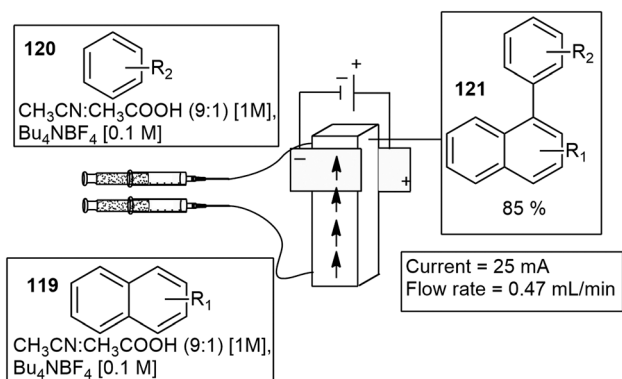 120
R₂
CH₃CN:CH₃COOH (9:1) [1M],
Bu₄NBF₄ [0.1 M]
− +
−
+
121
R₂
R₁
85 %
119
R₁
CH₃CN:CH₃COOH (9:1) [1M],
Bu₄NBF₄ [0.1 M]
Current = 25 mA
Flow rate = 0.47 mL/min